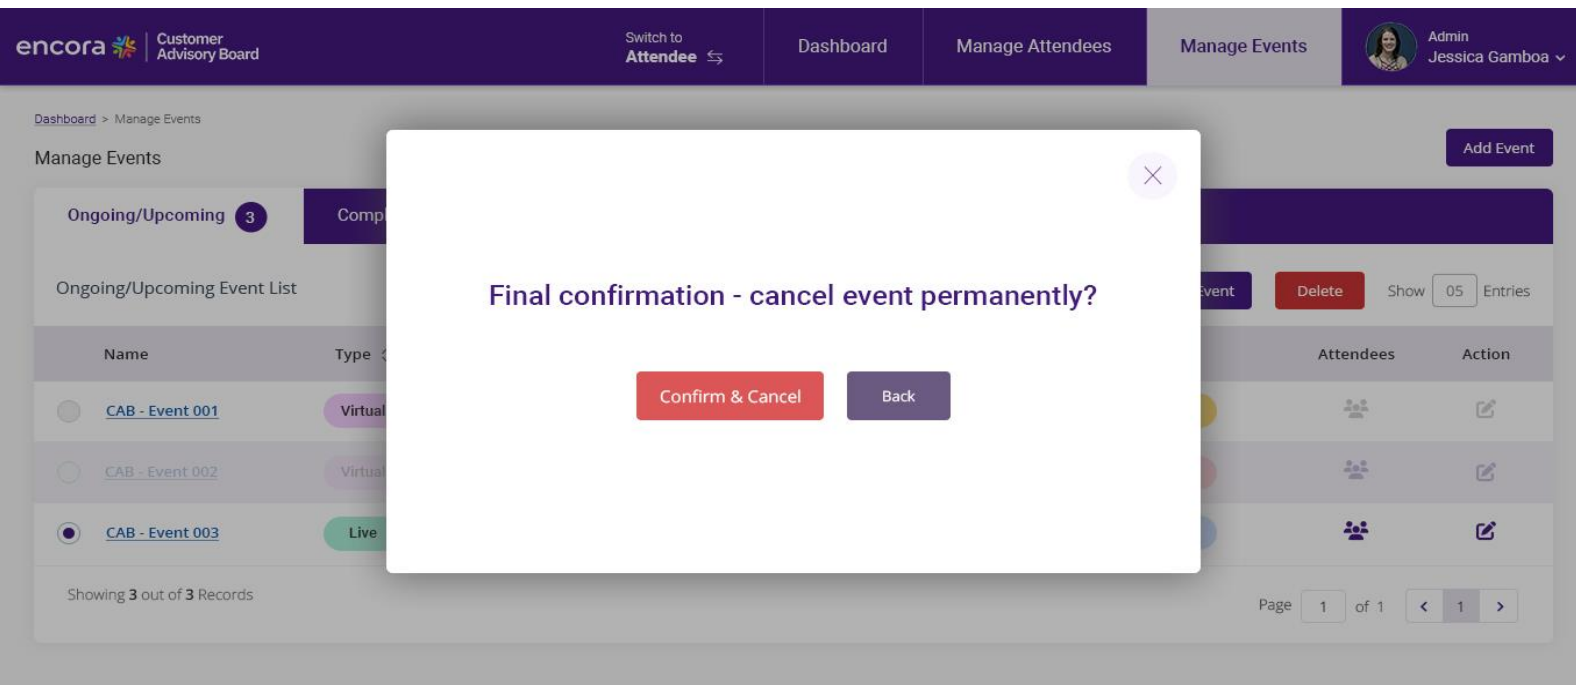 encora
Customer
Advisory Board
Switch to
Attendee
Dashboard
Manage Attendees
Manage Events
Admin
Jessica Gamboa
Dashboard > Manage Events
Manage Events
Add Event
Ongoing/Upcoming 3
Ongoing/Upcoming Event List
Delete
Show 05 Entries
Name
Type
Attendees
Action
CAB - Event 001
Virtual
CAB - Event 002
Virtual
CAB - Event 003
Live
Showing 3 out of 3 Records
Page 1 of 1
< 1 >
Final confirmation - cancel event permanently?
Confirm & Cancel
Back